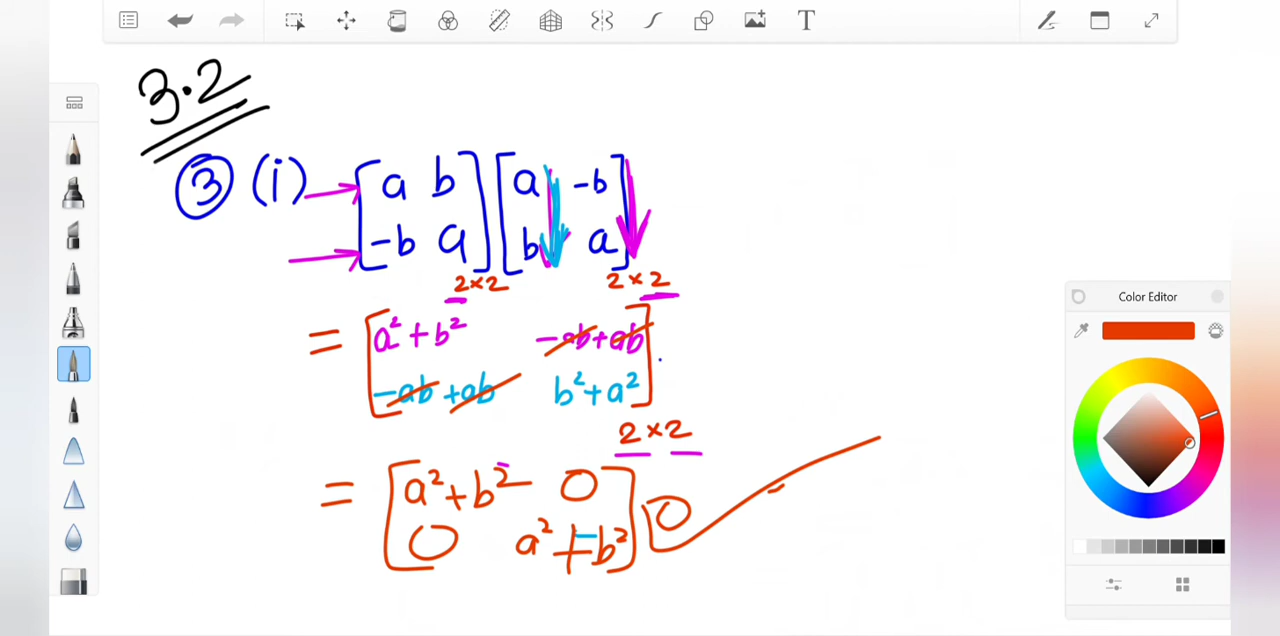 3.2
③ (i) [a b [a -b
-b a] b a]
2×2 2×2
= [a²+b² -ab+ab
-ab+ab b²+a²]
2×2
= [a²+b² 0
0 a²+b²] 0
Color Editor
T